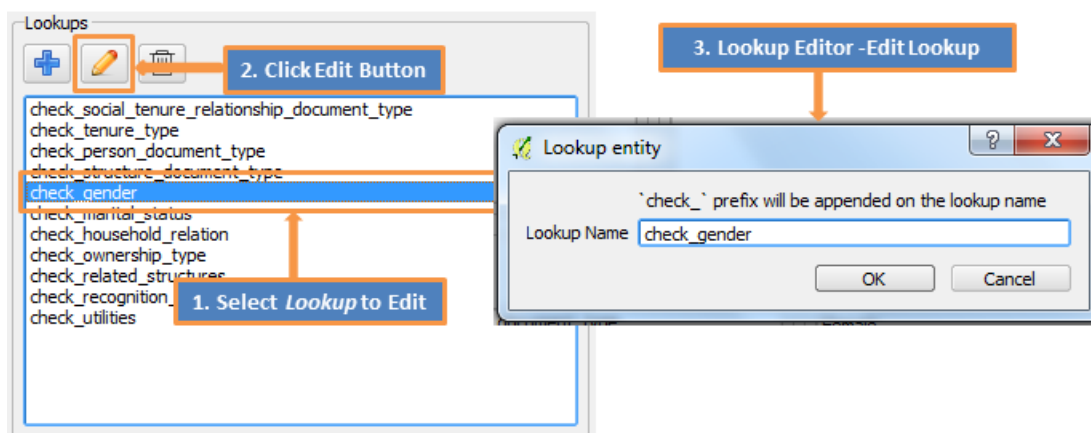 Lookups
2. Click Edit Button
3. Lookup Editor -Edit Lookup
check_social_tenure_relationship_document_type
check_tenure_type
check_person_document_type
check_structure_document_type
check_gender
check_marital_status
check_household_relation
check_ownership_type
check_related_structures
check_recognition_
check_utilities
1. Select Lookup to Edit
Lookup entity
`check_` prefix will be appended on the lookup name
Lookup Name check_gender
OK Cancel